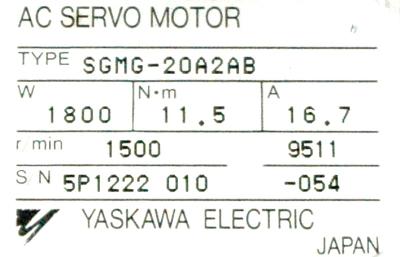 AC SERVO MOTOR
TYPE SGMG-20A2AB
W N·m A
1800 11.5 16.7
r min 1500 9511
S N 5P1222 010 -054
YASKAWA ELECTRIC
JAPAN